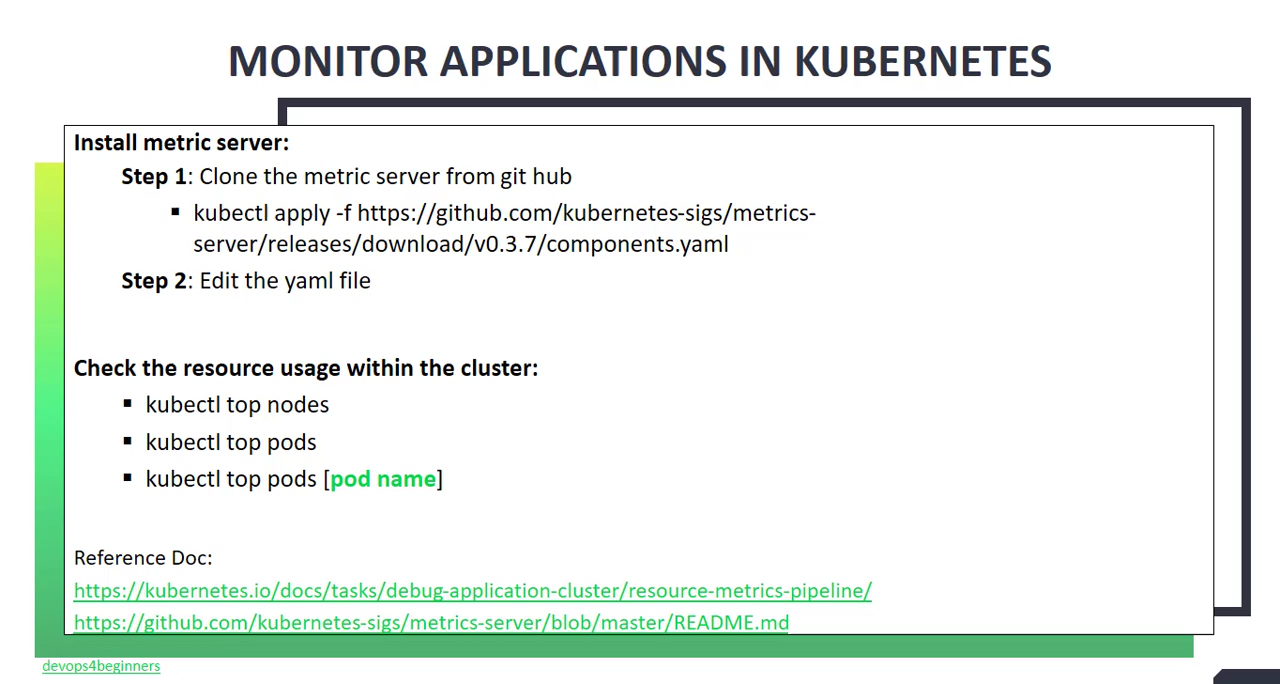 MONITOR APPLICATIONS IN KUBERNETES
Install metric server:
Step 1: Clone the metric server from git hub
▪ kubectl apply -f https://github.com/kubernetes-sigs/metrics-
server/releases/download/v0.3.7/components.yaml
Step 2: Edit the yaml file
Check the resource usage within the cluster:
▪ kubectl top nodes
▪ kubectl top pods
▪ kubectl top pods [pod name]
Reference Doc:
https://kubernetes.io/docs/tasks/debug-application-cluster/resource-metrics-pipeline/
https://github.com/kubernetes-sigs/metrics-server/blob/master/README.md
devops4beginners